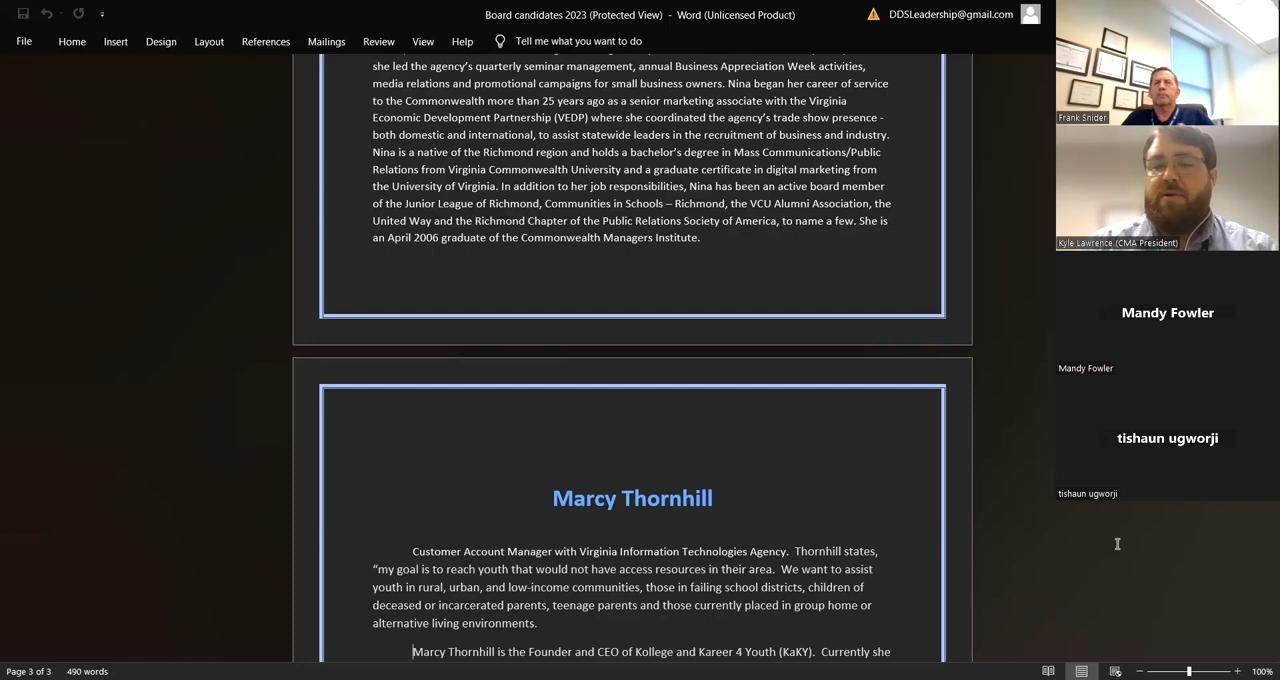 Board candidates 2023 (Protected View) - Word (Unlicensed Product)
DDSLeadership@gmail.com
File Home Insert Design Layout References Mailings Review View Help Tell me what you want to do
she led the agency's quarterly seminar management, annual Business Appreciation Week activities,
media relations and promotional campaigns for small business owners. Nina began her career of service
to the Commonwealth more than 25 years ago as a senior marketing associate with the Virginia
Economic Development Partnership (VEDP) where she coordinated the agency's trade show presence -
both domestic and international, to assist statewide leaders in the recruitment of business and industry.
Nina is a native of the Richmond region and holds a bachelor's degree in Mass Communications/Public
Relations from Virginia Commonwealth University and a graduate certificate in digital marketing from
the University of Virginia. In addition to her job responsibilities, Nina has been an active board member
of the Junior League of Richmond, Communities in Schools – Richmond, the VCU Alumni Association, the
United Way and the Richmond Chapter of the Public Relations Society of America, to name a few. She is
an April 2006 graduate of the Commonwealth Managers Institute.
Marcy Thornhill
Customer Account Manager with Virginia Information Technologies Agency. Thornhill states,
“my goal is to reach youth that would not have access resources in their area. We want to assist
youth in rural, urban, and low-income communities, those in failing school districts, children of
deceased or incarcerated parents, teenage parents and those currently placed in group home or
alternative living environments.
Marcy Thornhill is the Founder and CEO of Kollege and Kareer 4 Youth (KaKY). Currently she
Page 3 of 3 490 words
100%
Frank Snider
Kyle Lawrence (CMA President)
Mandy Fowler
Mandy Fowler
tishaun ugworji
tishaun ugworji